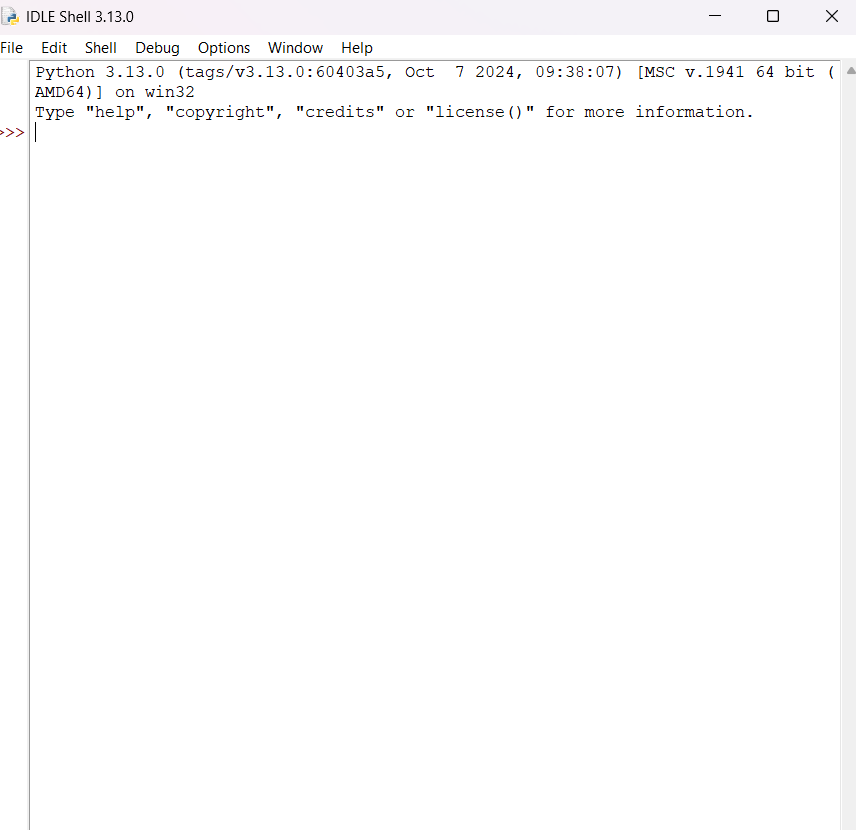 IDLE Shell 3.13.0
File Edit Shell Debug Options Window Help
Python 3.13.0 (tags/v3.13.0:60403a5, Oct  7 2024, 09:38:07) [MSC v.1941 64 bit (
AMD64)] on win32
Type "help", "copyright", "credits" or "license()" for more information.
>>>